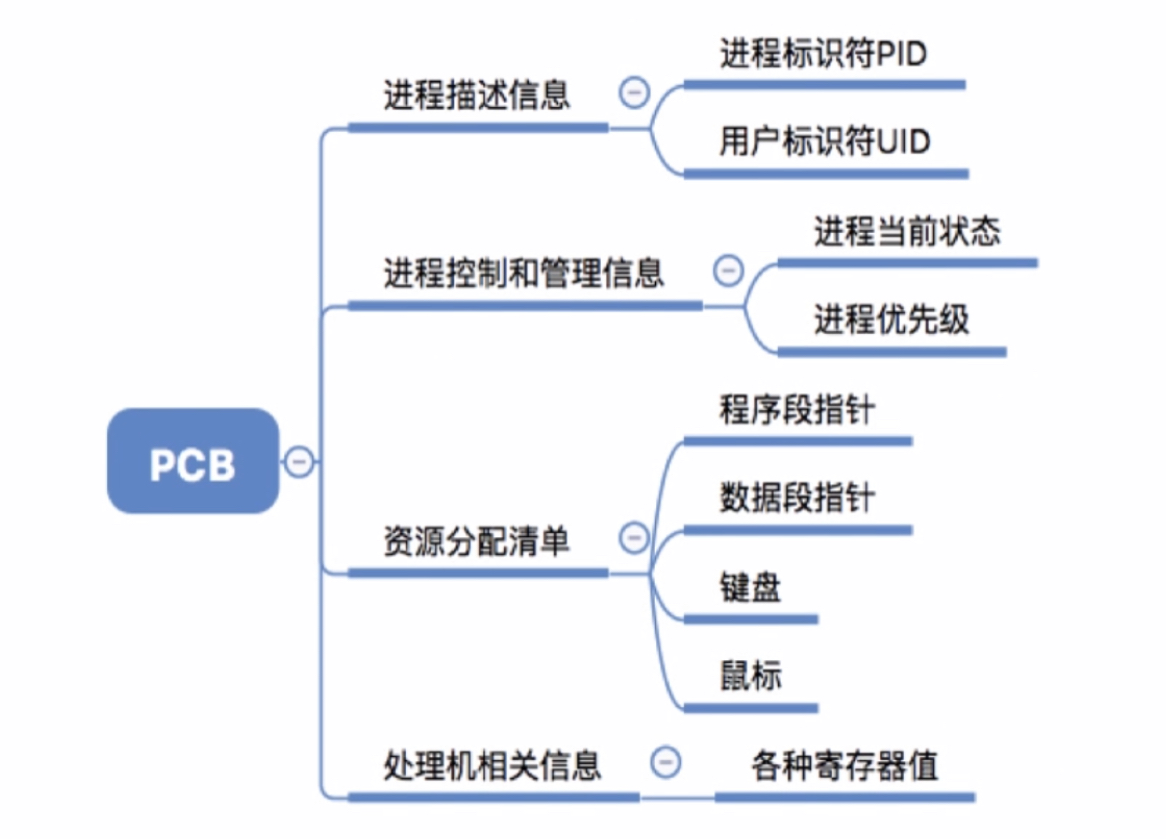 进程标识符PID
进程描述信息
用户标识符UID
进程当前状态
进程控制和管理信息
进程优先级
程序段指针
PCB
数据段指针
资源分配清单
键盘
鼠标
处理机相关信息
各种寄存器值